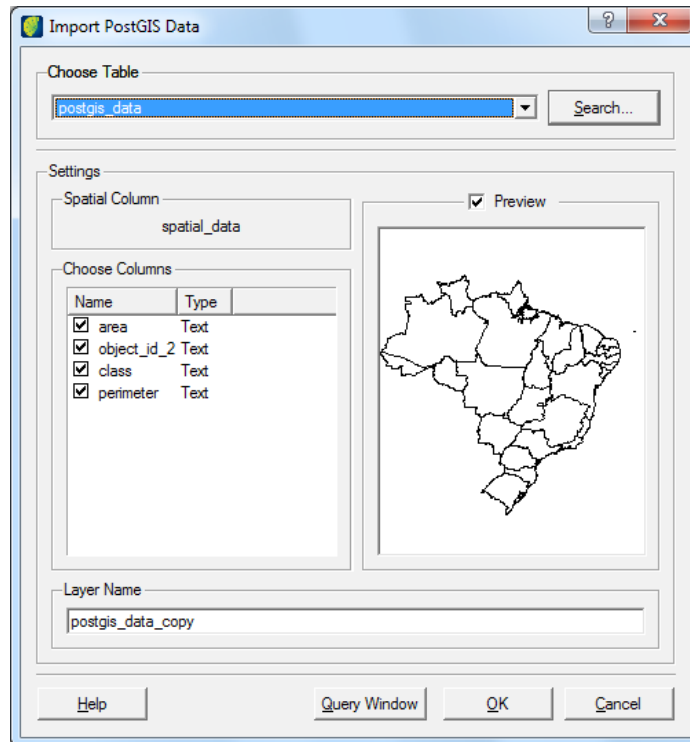 Import PostGIS Data
?
Choose Table
postgis_data
Search...
Settings
Spatial Column
spatial_data
Preview
Choose Columns
Name Type
area Text
object_id_2 Text
class Text
perimeter Text
Layer Name
postgis_data_copy
Help
Query Window
OK
Cancel